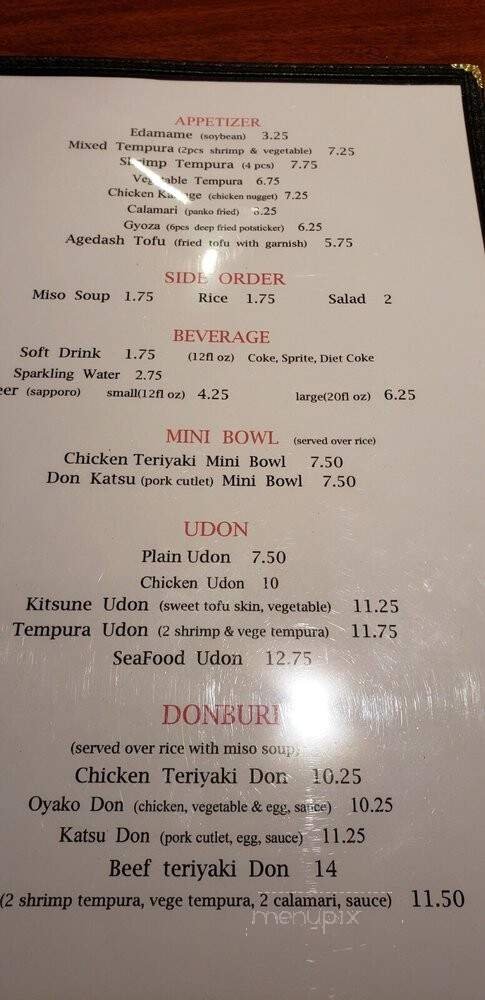 APPETIZER
Edamame (soybean) 3.25
Mixed Tempura (2pcs shrimp & vegetable) 7.25
Shrimp Tempura (4 pcs) 7.75
Vegetable Tempura 6.75
Chicken (chicken nugget) 7.25
Calamari (panko fried)
Gyoza (6pcs deep fried potsticker) 6.25
Agedash Tofu (fried tofu with garnish) 5.75
SIDE ORDER
Miso Soup 1.75 Rice 1.75 Salad 2
BEVERAGE
Soft Drink 1.75 (12fl oz) Coke, Sprite, Diet Coke
Sparkling Water 2.75
eer (sapporo) small(12fl oz) 4.25 large(20fl oz) 6.25
MINI BOWL (served over rice)
Chicken Teriyaki Mini Bowl 7.50
Don Katsu (pork cutlet) Mini Bowl 7.50
UDON
Plain Udon 7.50
Chicken Udon 10
Kitsune Udon (sweet tofu skin, vegetable) 11.25
Tempura Udon (2 shrimp & vege tempura) 11.75
SeaFood Udon 12.75
DONBURI
(served over rice with miso soup)
Chicken Teriyaki Don 10.25
Oyako Don (chicken, vegetable & egg, sauce) 10.25
Katsu Don (pork cutlet, egg, sauce) 11.25
Beef teriyaki Don 14
(2 shrimp tempura, vege tempura, 2 calamari, sauce) 11.50
menupix